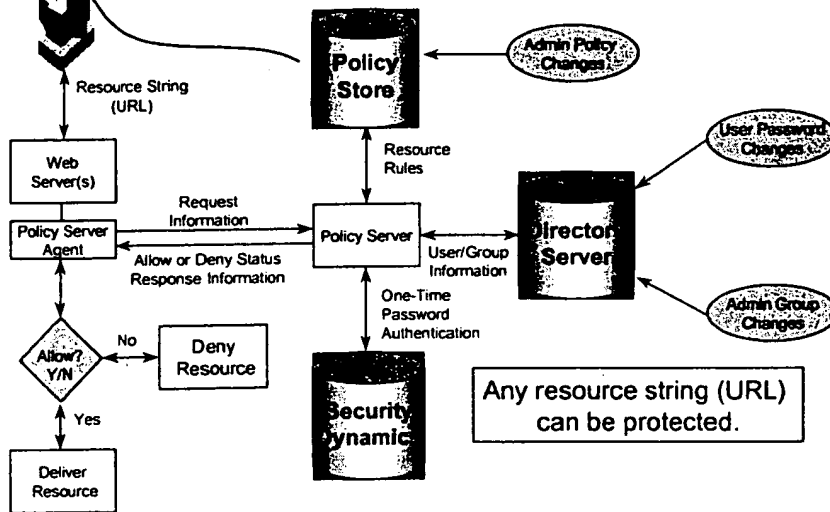 Policy
Store
Admin Policy
Changes
Resource String
(URL)
Web
Server(s)
Resource
Rules
User Password
Changes
Request
Information
Policy Server
Agent
Policy Server
Allow or Deny Status
Response Information
User/Group
Information
Director
Server
One-Time
Password
Authentication
Admin Group
Changes
Allow?
Y/N
No
Deny
Resource
Yes
Security
Dynamic
Any resource string (URL)
can be protected.
Deliver
Resource